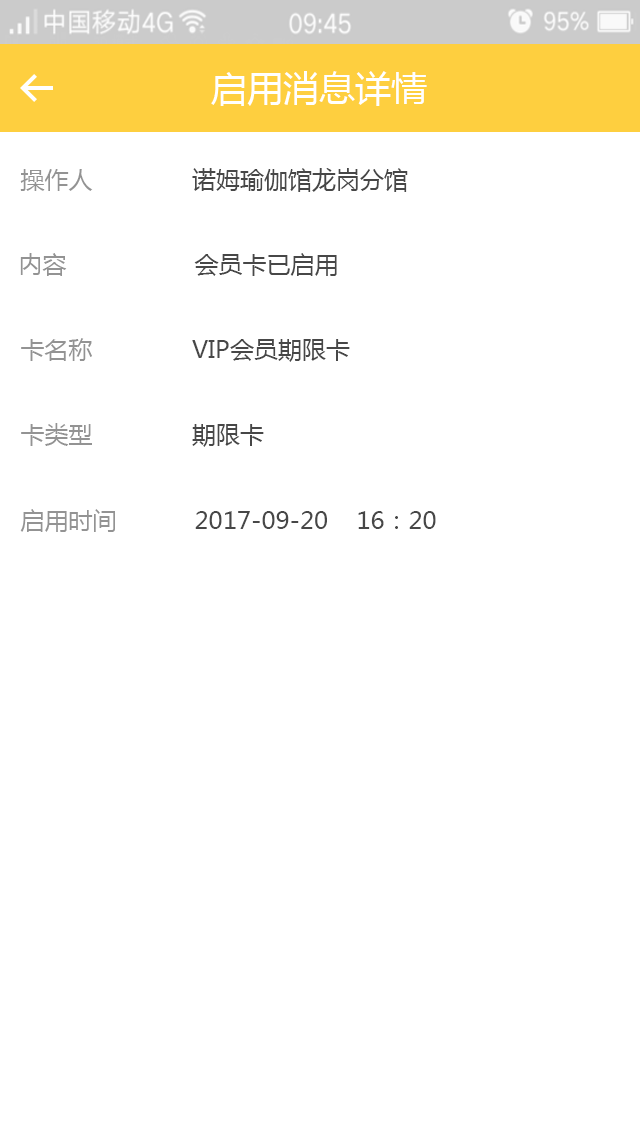 中国移动4G 09:45 95%
启用消息详情
操作人 诺姆瑜伽馆龙岗分馆
内容 会员卡已启用
卡名称 VIP会员期限卡
卡类型 期限卡
启用时间 2017-09-20 16：20